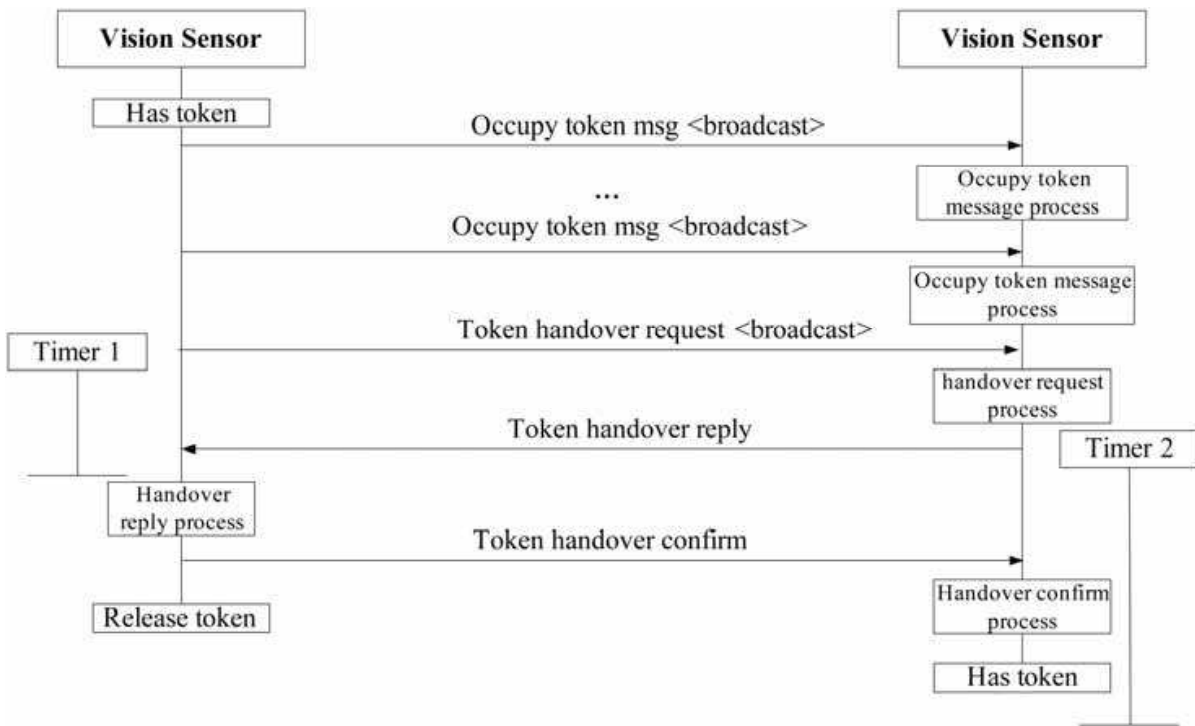 Vision Sensor
Vision Sensor
Has token
Occupy token msg <broadcast>
Occupy token
message process
...
Occupy token msg <broadcast>
Occupy token message
process
Token handover request <broadcast>
Timer 1
handover request
process
Token handover reply
Timer 2
Handover
reply process
Token handover confirm
Handover confirm
process
Release token
Has token